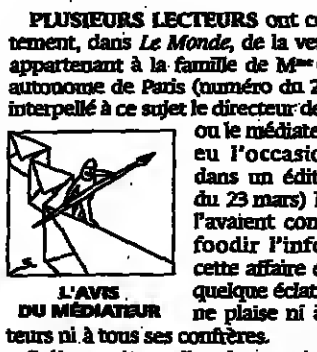 PLUSIEURS LECTEURS ont c
tement, dans Le Monde, de la ve
appartenant à la famille de Mme
autonome de Paris (numéro du 2
interpellé à ce sujet le directeur de
ou le médiate
eu l'occasio
dans un édit
du 23 mars)
l'avaient con
foodir l'info
cette affaire
quelque éclat
ne plaise ni à
L'AVIS
DU MÉDIATEUR
teurs ni à tous ses confrères.